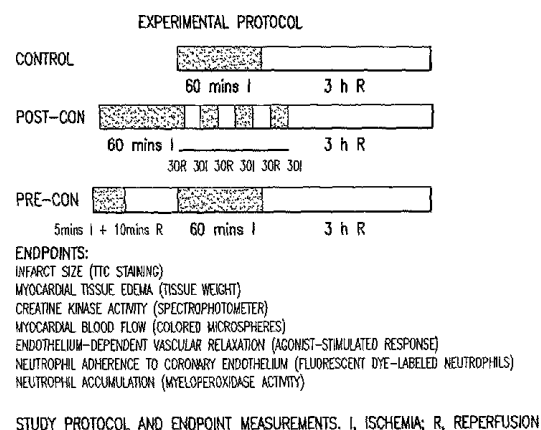 EXPERIMENTAL PROTOCOL
CONTROL
60 mins I 3 h R
POST-CON
60 mins I 3 h R
30R 30I 30R 30I 30R 30I
PRE-CON
5mins I + 10mins R 60 mins I 3 h R
ENDPOINTS:
INFARCT SIZE (TTC STAINING)
MYOCARDIAL TISSUE EDEMA (TISSUE WEIGHT)
CREATINE KINASE ACTIVITY (SPECTROPHOTOMETER)
MYOCARDIAL BLOOD FLOW (COLORED MICROSPHERES)
ENDOTHELIUM-DEPENDENT VASCULAR RELAXATION (AGONIST-STIMULATED RESPONSE)
NEUTROPHIL ADHERENCE TO CORONARY ENDOTHELIUM (FLUORESCENT DYE-LABELED NEUTROPHILS)
NEUTROPHIL ACCUMULATION (MYELOPEROXIDASE ACTIVITY)
STUDY PROTOCOL AND ENDPOINT MEASUREMENTS. I, ISCHEMIA; R, REPERFUSION